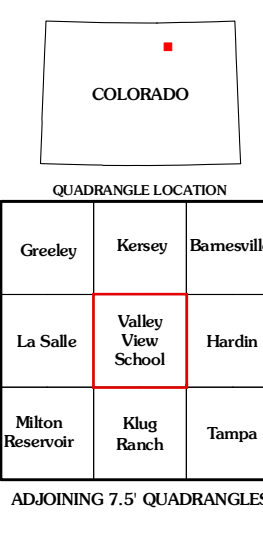 COLORADO
QUADRANGLE LOCATION
Greeley
Kersey
Barnesville
La Salle
Valley
View
School
Hardin
Milton
Reservoir
Klug
Ranch
Tampa
ADJOINING 7.5' QUADRANGLES